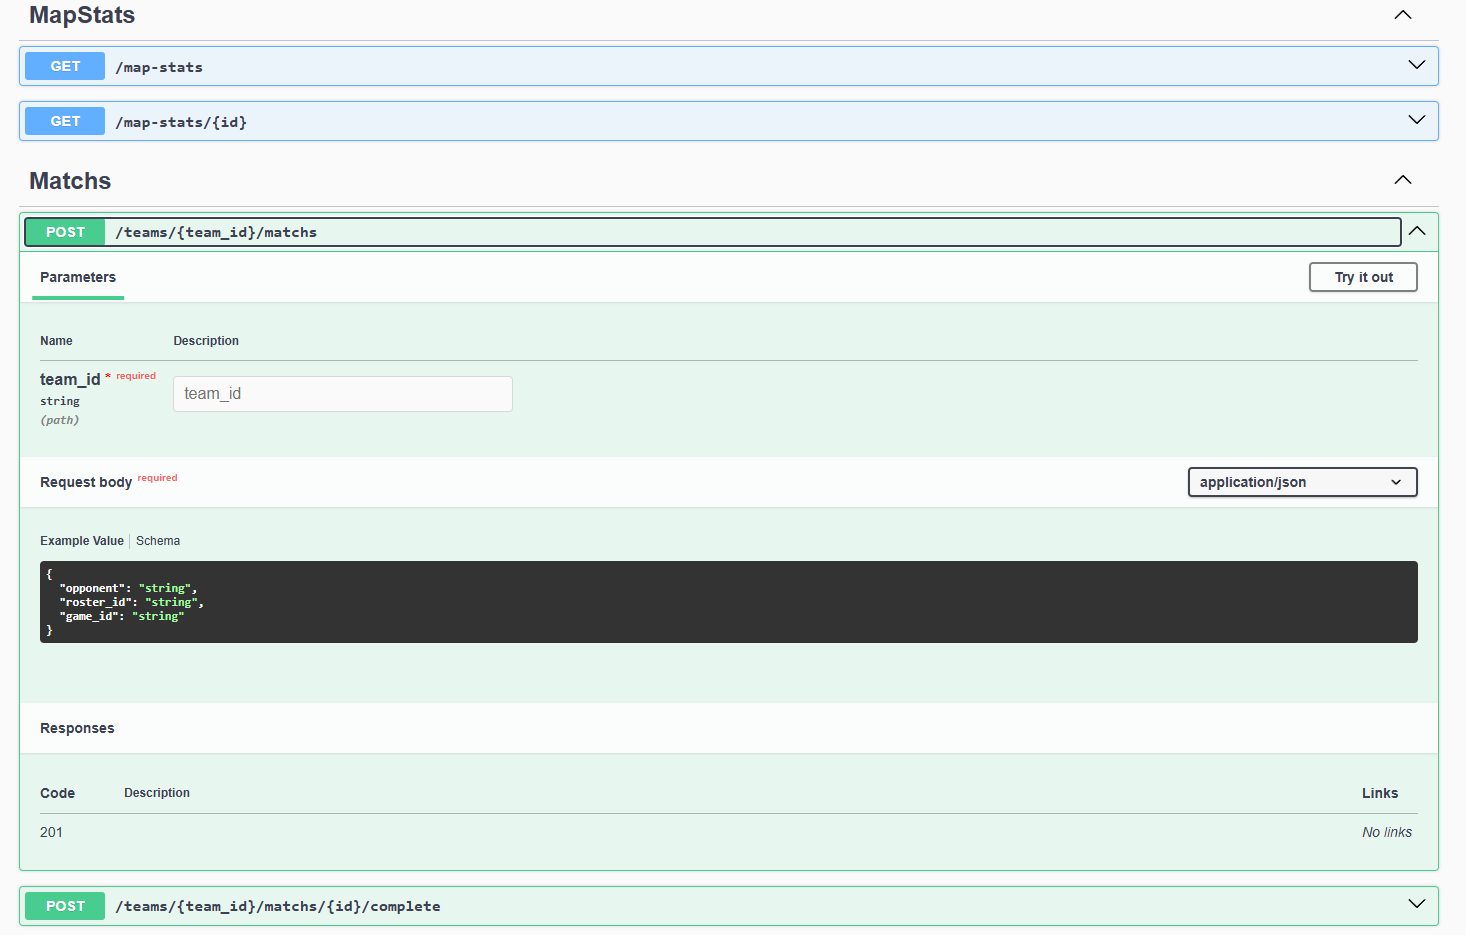 MapStats
GET /map-stats
GET /map-stats/{id}
Matchs
POST /teams/{team_id}/matchs
Parameters
Try it out
Name Description
team_id * required
team_id
string
(path)
Request body required
application/json
Example Value Schema
{
"opponent": "string",
"roster_id": "string",
"game_id": "string"
}
Responses
Code Description Links
201 No links
POST /teams/{team_id}/matchs/{id}/complete